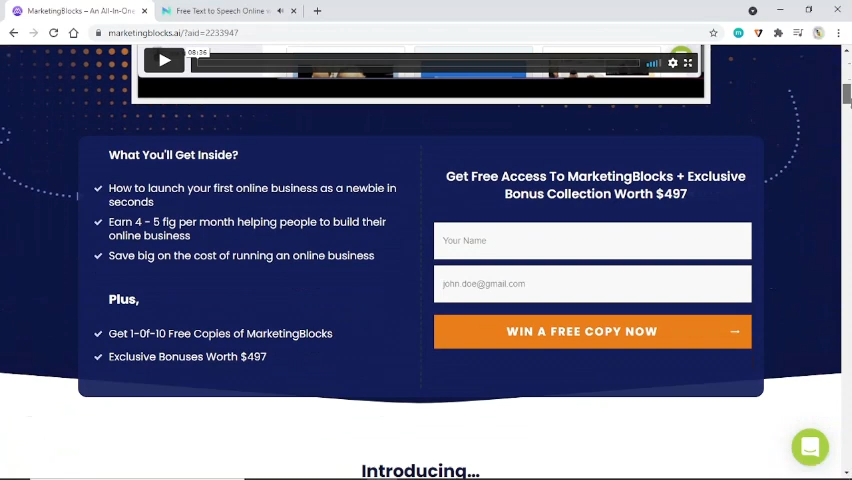 MarketingBlocks – An All-In-One
Free Text to Speech Online w
marketingblocks.ai/?aid=2233947
08:36
What You'll Get Inside?
How to launch your first online business as a newbie in
seconds
Earn 4 - 5 fig per month helping people to build their
online business
Save big on the cost of running an online business
Plus,
Get 1-0f-10 Free Copies of MarketingBlocks
Exclusive Bonuses Worth $497
Get Free Access To MarketingBlocks + Exclusive
Bonus Collection Worth $497
Your Name
john.doe@gmail.com
WIN A FREE COPY NOW →
Introducing...